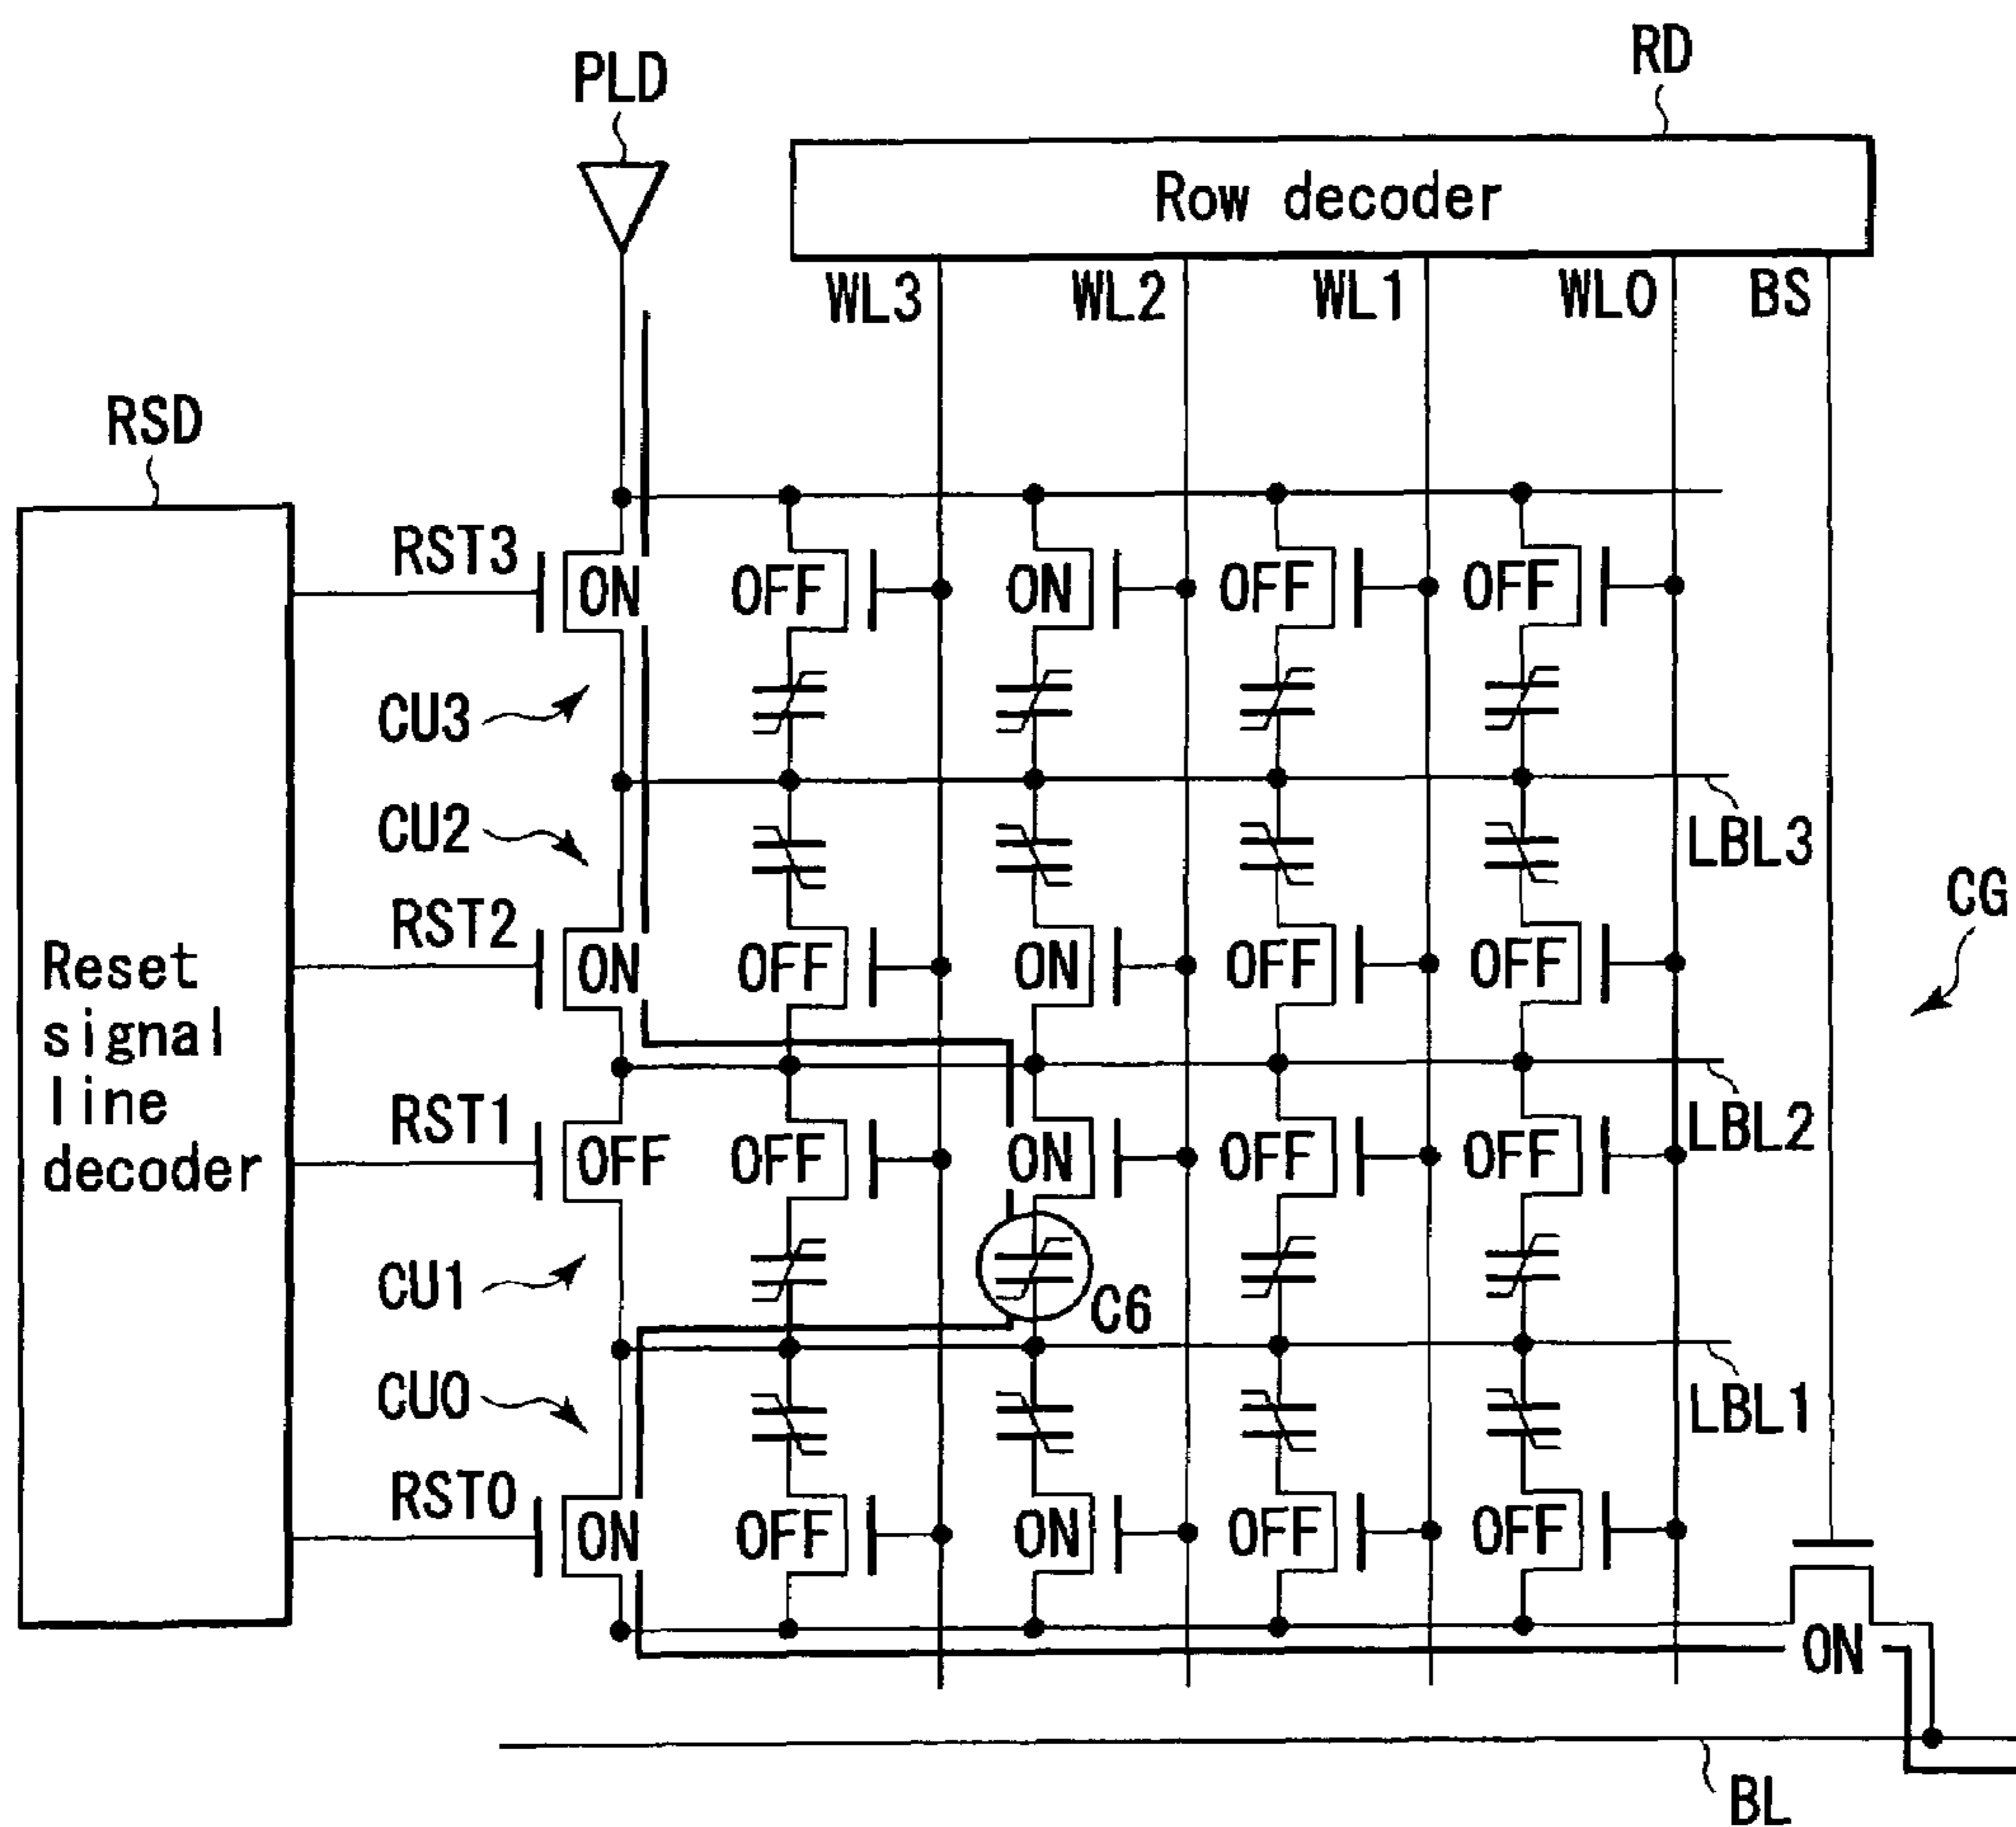 RD
PLD
Row decoder
WL3 WL2 WL1 WL0 BS
RSD
RST3 ON OFF ON OFF OFF
CU3
CU2
LBL3
CG
RST2 ON OFF ON OFF OFF
Reset
signal
line
decoder
RST1 OFF OFF ON OFF OFF
LBL2
CU1
C6
CU0
LBL1
RST0 ON OFF ON OFF OFF
ON
BL